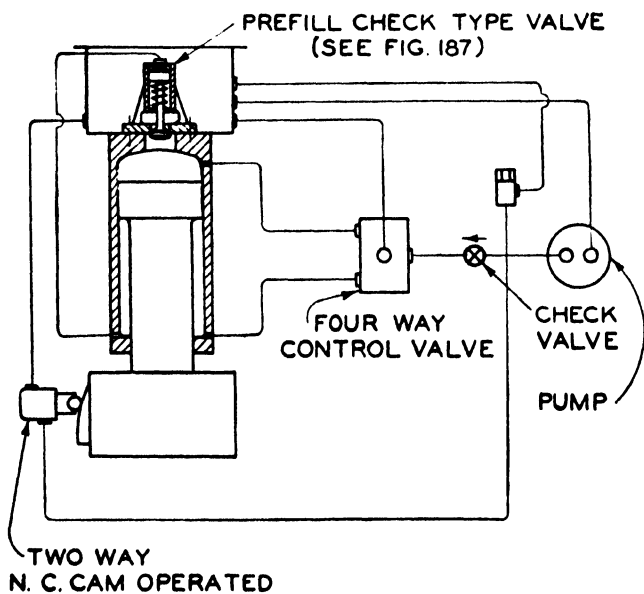 PREFILL CHECK TYPE VALVE
(SEE FIG. 187)
FOUR WAY
CONTROL VALVE
CHECK
VALVE
PUMP
TWO WAY
N. C. CAM OPERATED